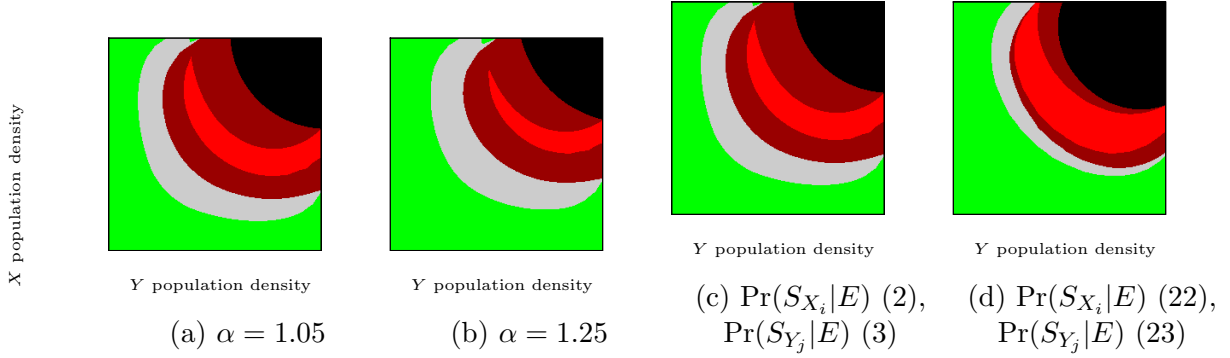 X population density
Y population density
(a) α = 1.05
Y population density
(b) α = 1.25
Y population density
(c) Pr(S_{X_i}|E) (2),
Pr(S_{Y_j}|E) (3)
Y population density
(d) Pr(S_{X_i}|E) (22),
Pr(S_{Y_j}|E) (23)